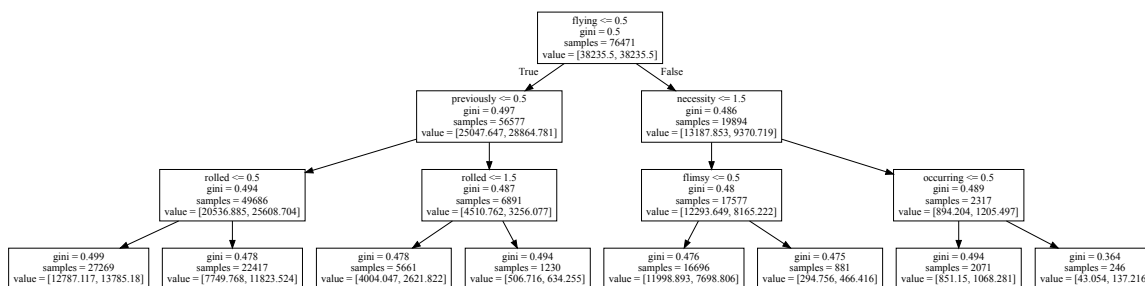 flying <= 0.5
gini = 0.5
samples = 76471
value = [38235.5, 38235.5]
True
False
previously <= 0.5
gini = 0.497
samples = 56577
value = [25047.647, 28864.781]
necessity <= 1.5
gini = 0.486
samples = 19894
value = [13187.853, 9370.719]
rolled <= 0.5
gini = 0.494
samples = 49686
value = [20536.885, 25608.704]
rolled <= 1.5
gini = 0.487
samples = 6891
value = [4510.762, 3256.077]
flimsy <= 0.5
gini = 0.48
samples = 17577
value = [12293.649, 8165.222]
occurring <= 0.5
gini = 0.489
samples = 2317
value = [894.204, 1205.497]
gini = 0.499
samples = 27269
value = [12787.117, 13785.18]
gini = 0.478
samples = 22417
value = [7749.768, 11823.524]
gini = 0.478
samples = 5661
value = [4004.047, 2621.822]
gini = 0.494
samples = 1230
value = [506.716, 634.255]
gini = 0.476
samples = 16696
value = [11998.893, 7698.806]
gini = 0.475
samples = 881
value = [294.756, 466.416]
gini = 0.494
samples = 2071
value = [851.15, 1068.281]
gini = 0.364
samples = 246
value = [43.054, 137.216]